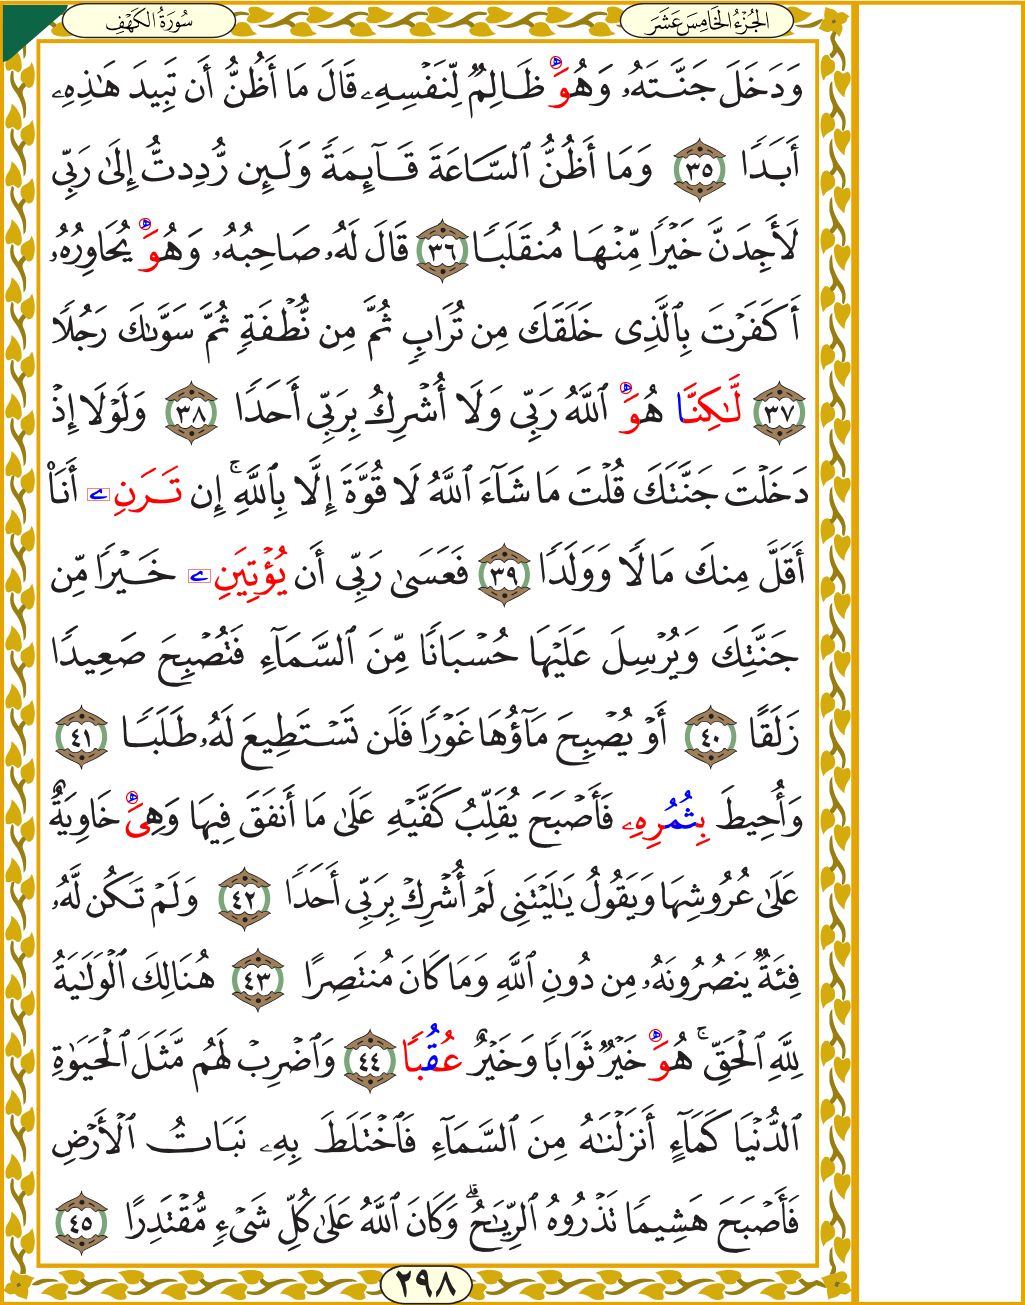 سُورَةُ الكَهْفِ
الجُزْءُ الخَامِسَ عَشَرَ
وَدَخَلَ جَنَّتَهُۥ وَهُوَ ظَالِمٌ لِّنَفْسِهِۦ قَالَ مَا أَظُنُّ أَن تَبِيدَ هَٰذِهِۦ
أَبَدًا ٣٥ وَمَا أَظُنُّ ٱلسَّاعَةَ قَآئِمَةً وَلَئِن رُّدِدتُّ إِلَىٰ رَبِّي
لَأَجِدَنَّ خَيْرًا مِّنْهَا مُنقَلَبًا ٣٦ قَالَ لَهُۥ صَاحِبُهُۥ وَهُوَ يُحَاوِرُهُۥ
أَكَفَرْتَ بِٱلَّذِي خَلَقَكَ مِن تُرَابٍ ثُمَّ مِن نُّطْفَةٍ ثُمَّ سَوَّىٰكَ رَجُلًا
٣٧ لَّٰكِنَّا هُوَ ٱللَّهُ رَبِّي وَلَا أُشْرِكُ بِرَبِّي أَحَدًا ٣٨ وَلَوْلَا إِذْ
دَخَلْتَ جَنَّتَكَ قُلْتَ مَا شَآءَ ٱللَّهُ لَا قُوَّةَ إِلَّا بِٱللَّهِ ۚ إِن تَرَنِ ے أَنَا۠
أَقَلَّ مِنكَ مَالًا وَوَلَدًا ٣٩ فَعَسَىٰ رَبِّي أَن يُؤْتِيَنِ ے خَيْرًا مِّن
جَنَّتِكَ وَيُرْسِلَ عَلَيْهَا حُسْبَانًا مِّنَ ٱلسَّمَآءِ فَتُصْبِحَ صَعِيدًا
زَلَقًا ٤٠ أَوْ يُصْبِحَ مَآؤُهَا غَوْرًا فَلَن تَسْتَطِيعَ لَهُۥ طَلَبًا ٤١
وَأُحِيطَ بِثُمُرِهِۦ فَأَصْبَحَ يُقَلِّبُ كَفَّيْهِ عَلَىٰ مَا أَنفَقَ فِيهَا وَهِيَ خَاوِيَةٌ
عَلَىٰ عُرُوشِهَا وَيَقُولُ يَٰلَيْتَنِي لَمْ أُشْرِكْ بِرَبِّي أَحَدًا ٤٢ وَلَمْ تَكُن لَّهُۥ
فِئَةٌ يَنصُرُونَهُۥ مِن دُونِ ٱللَّهِ وَمَا كَانَ مُنتَصِرًا ٤٣ هُنَالِكَ ٱلْوَلَٰيَةُ
لِلَّهِ ٱلْحَقِّ ۚ هُوَ خَيْرٌ ثَوَابًا وَخَيْرٌ عُقُبًا ٤٤ وَٱضْرِبْ لَهُم مَّثَلَ ٱلْحَيَوٰةِ
ٱلدُّنْيَا كَمَآءٍ أَنزَلْنَٰهُ مِنَ ٱلسَّمَآءِ فَٱخْتَلَطَ بِهِۦ نَبَاتُ ٱلْأَرْضِ
فَأَصْبَحَ هَشِيمًا تَذْرُوهُ ٱلرِّيَٰحُ ۗ وَكَانَ ٱللَّهُ عَلَىٰ كُلِّ شَيْءٍ مُّقْتَدِرًا ٤٥
٢٩٨